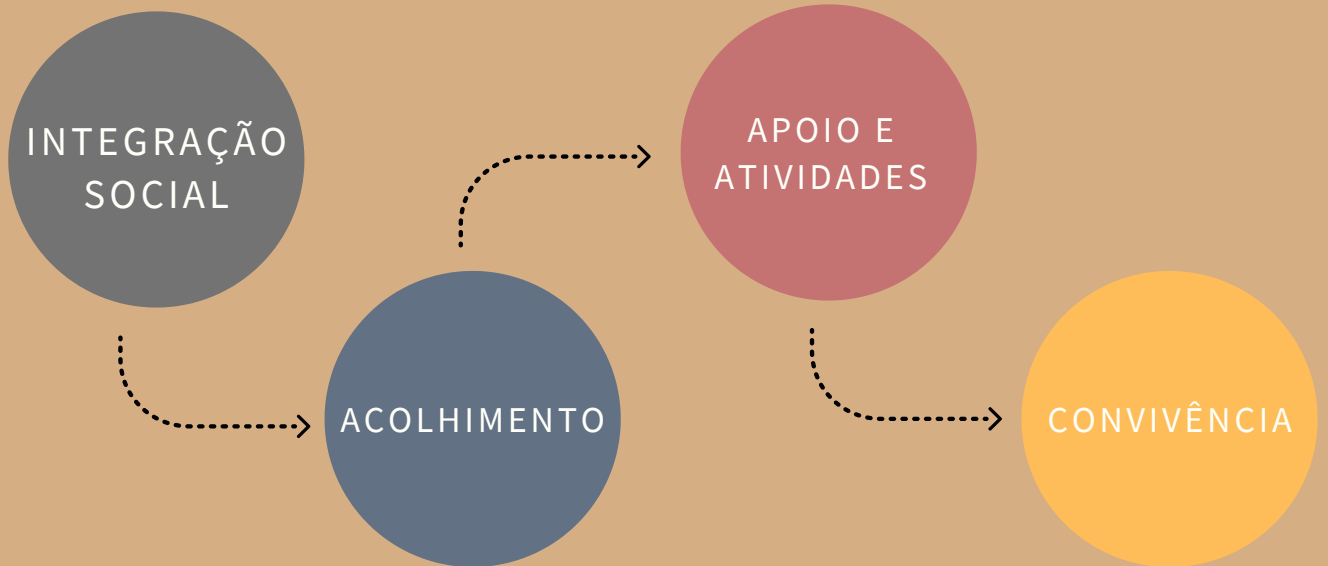 INTEGRAÇÃO
SOCIAL
ACOLHIMENTO
APOIO E
ATIVIDADES
CONVIVÊNCIA